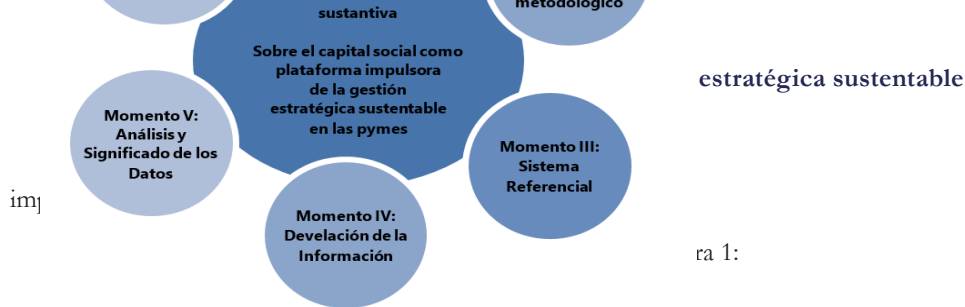 metodológico
sustantiva
Sobre el capital social como
plataforma impulsora
de la gestión
estratégica sustentable
en las pymes
estratégica sustentable
Momento V:
Análisis y
Significado de los
Datos
Momento III:
Sistema
Referencial
Momento IV:
Develación de la
Información
1: